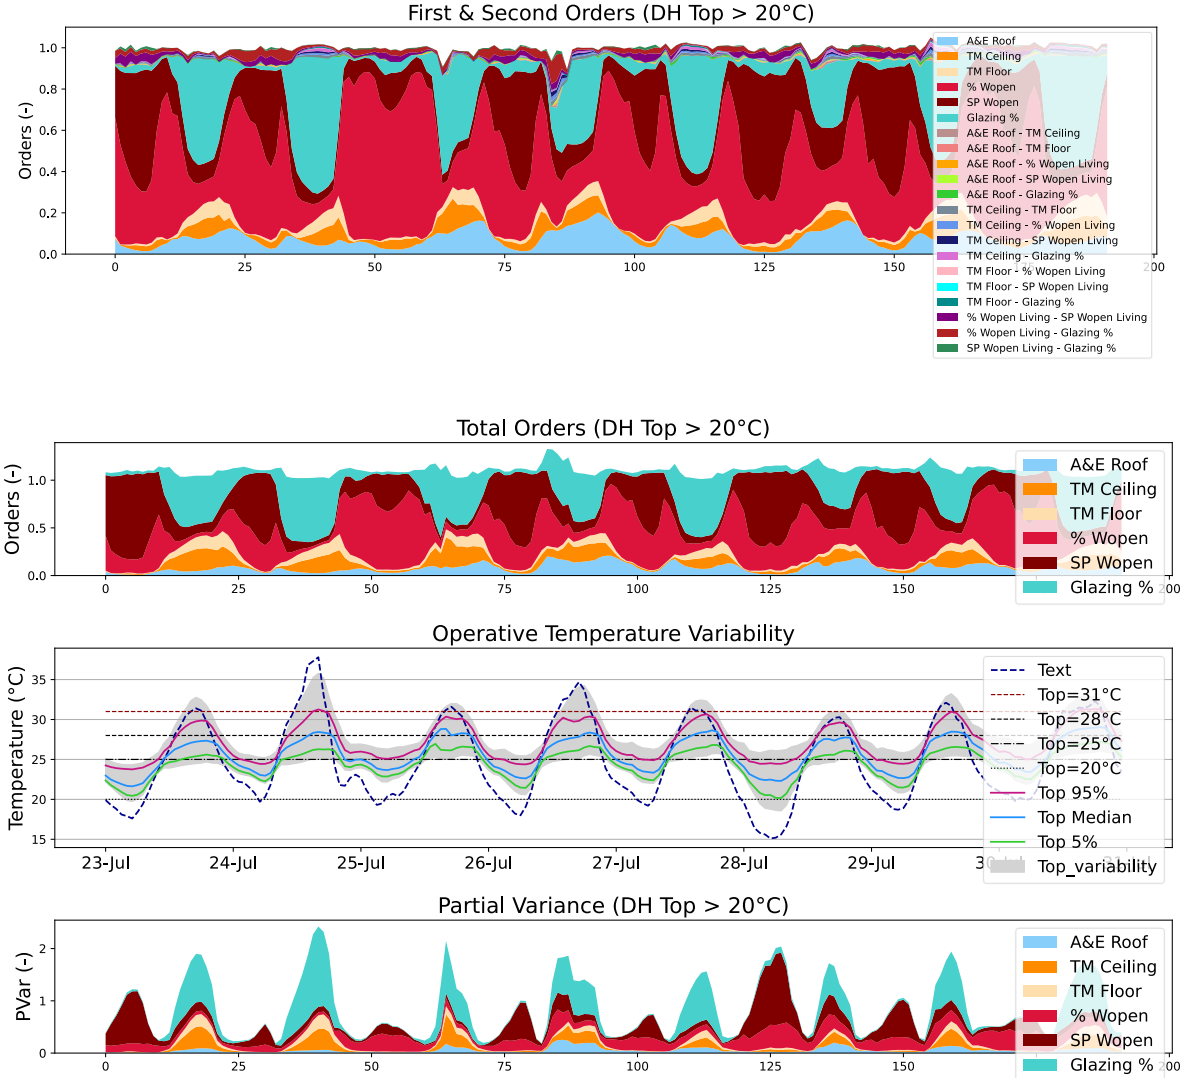 First & Second Orders (DH Top > 20°C)
Orders (-)
1.0
0.8
0.6
0.4
0.2
0.0
0
25
50
75
100
125
150
175
200
A&E Roof
TM Ceiling
TM Floor
% Wopen
SP Wopen
Glazing %
A&E Roof - TM Ceiling
A&E Roof - TM Floor
A&E Roof - % Wopen Living
A&E Roof - SP Wopen Living
A&E Roof - Glazing %
TM Ceiling - TM Floor
TM Ceiling - % Wopen Living
TM Ceiling - SP Wopen Living
TM Ceiling - Glazing %
TM Floor - % Wopen Living
TM Floor - SP Wopen Living
TM Floor - Glazing %
% Wopen Living - SP Wopen Living
% Wopen Living - Glazing %
SP Wopen Living - Glazing %
Total Orders (DH Top > 20°C)
Orders (-)
1.0
0.5
0.0
0
25
50
75
100
125
150
200
A&E Roof
TM Ceiling
TM Floor
% Wopen
SP Wopen
Glazing %
Operative Temperature Variability
Temperature (°C)
35
30
25
20
15
23-Jul
24-Jul
25-Jul
26-Jul
27-Jul
28-Jul
29-Jul
30-Jul
Text
Top=31°C
Top=28°C
Top=25°C
Top=20°C
Top 95%
Top Median
Top 5%
Top_variability
Partial Variance (DH Top > 20°C)
PVar (-)
2
1
0
0
25
50
75
100
125
150
200
A&E Roof
TM Ceiling
TM Floor
% Wopen
SP Wopen
Glazing %